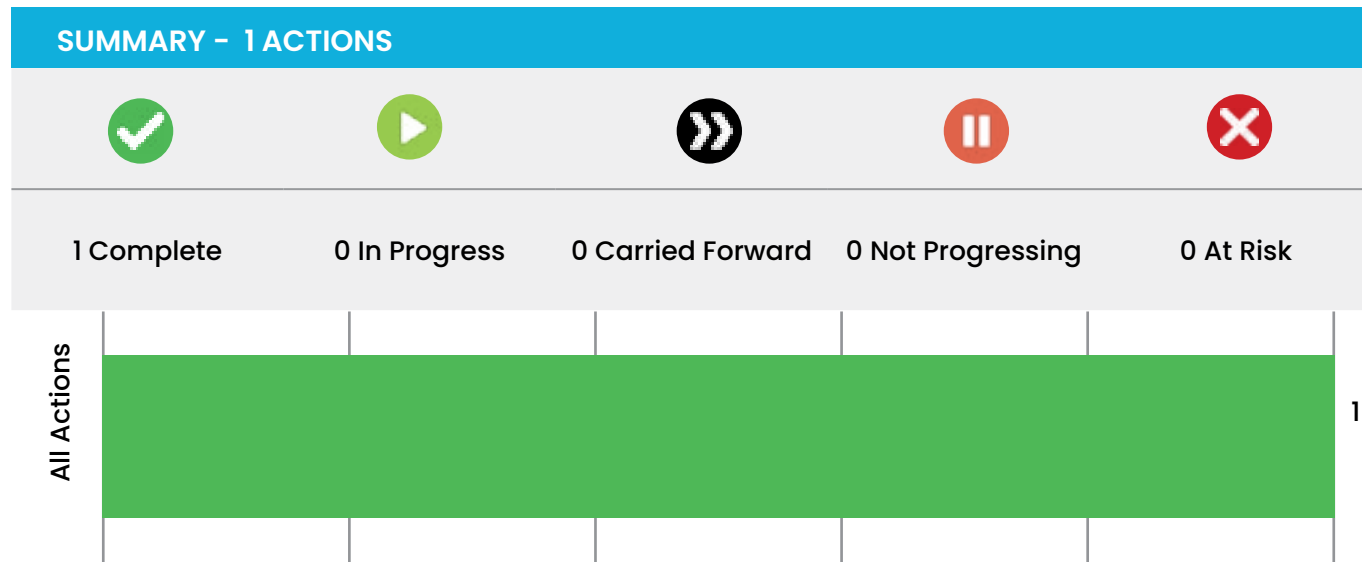 SUMMARY - 1 ACTIONS
1 Complete
0 In Progress
0 Carried Forward
0 Not Progressing
0 At Risk
All Actions
1